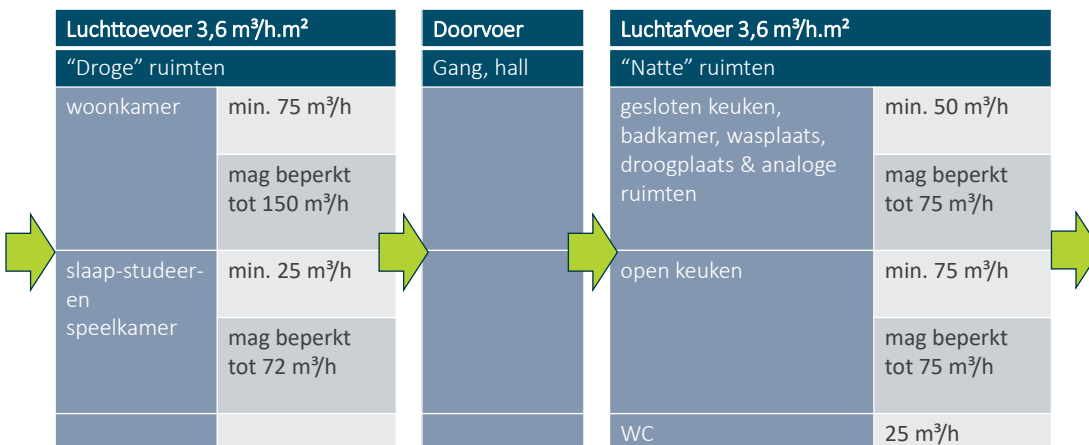 Luchttoevoer 3,6 m³/h.m²
"Droge" ruimten
woonkamer
min. 75 m³/h
mag beperkt
tot 150 m³/h
slaap-studeer-
en
speelkamer
min. 25 m³/h
mag beperkt
tot 72 m³/h
Doorvoer
Gang, hall
Luchtafvoer 3,6 m³/h.m²
"Natte" ruimten
gesloten keuken,
badkamer, wasplaats,
droogplaats & analoge
ruimten
min. 50 m³/h
mag beperkt
tot 75 m³/h
open keuken
min. 75 m³/h
mag beperkt
tot 75 m³/h
WC
25 m³/h